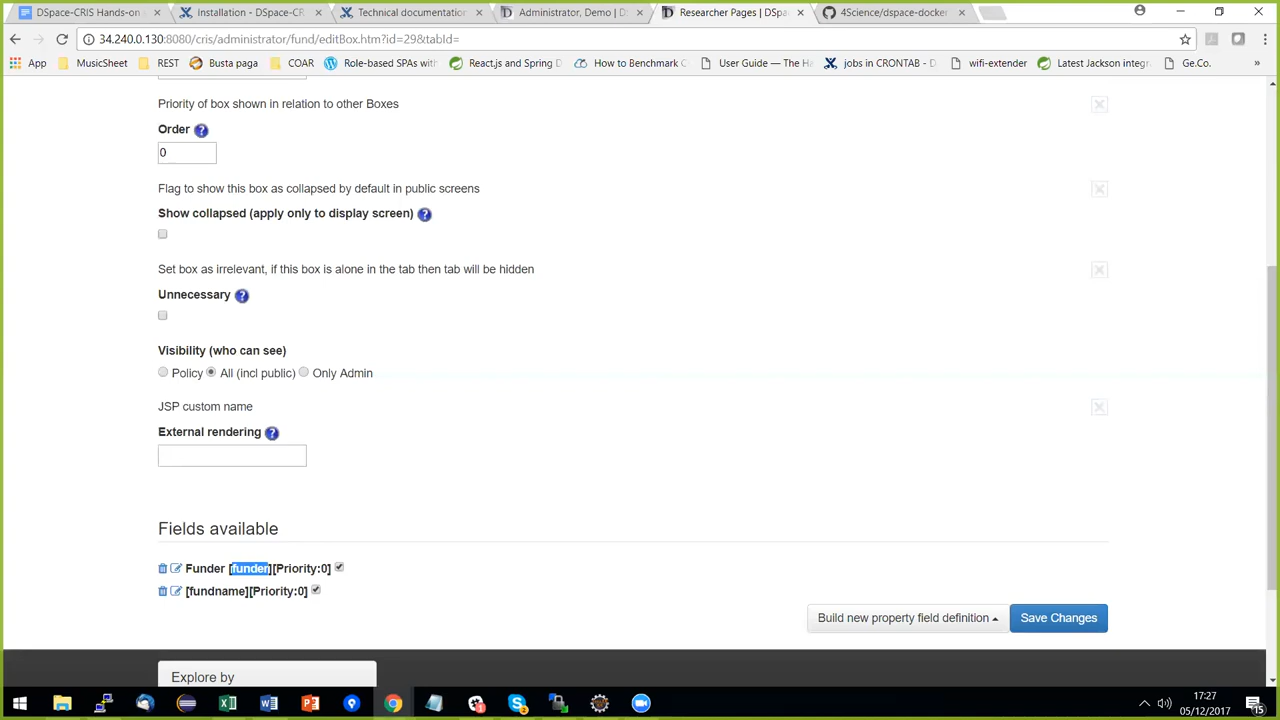 DSpace-CRIS Hands-on
Installation - DSpace-CR
Technical documentation
Administrator, Demo | DS
Researcher Pages | DSpa
4Science/dspace-docker
34.240.0.130:8080/cris/administrator/fund/editBox.htm?id=29&tabId=
App
MusicSheet
REST
Busta paga
COAR
Role-based SPAs wit
React.js and Spring D
How to Benchmark C
User Guide — The Ha
jobs in CRONTAB - D
wifi-extender
Latest Jackson integr
Ge.Co.
»
Priority of box shown in relation to other Boxes
Order ?
0
Flag to show this box as collapsed by default in public screens
Show collapsed (apply only to display screen) ?
Set box as irrelevant, if this box is alone in the tab then tab will be hidden
Unnecessary ?
Visibility (who can see)
Policy All (incl public) Only Admin
JSP custom name
External rendering ?
Fields available
Funder [funder][Priority:0]
[fundname][Priority:0]
Build new property field definition
Save Changes
Explore by
17:27
05/12/2017
15